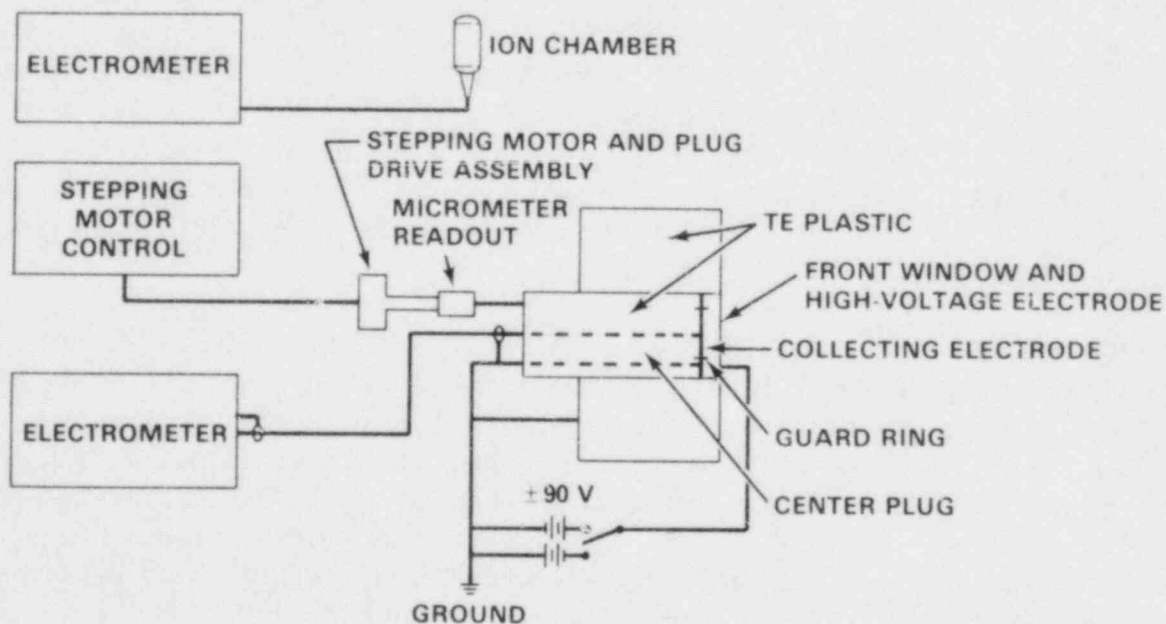 ELECTROMETER
ION CHAMBER
STEPPING MOTOR AND PLUG
DRIVE ASSEMBLY
STEPPING
MOTOR
CONTROL
MICROMETER
READOUT
TE PLASTIC
FRONT WINDOW AND
HIGH-VOLTAGE ELECTRODE
COLLECTING ELECTRODE
ELECTROMETER
GUARD RING
±90 V
CENTER PLUG
GROUND